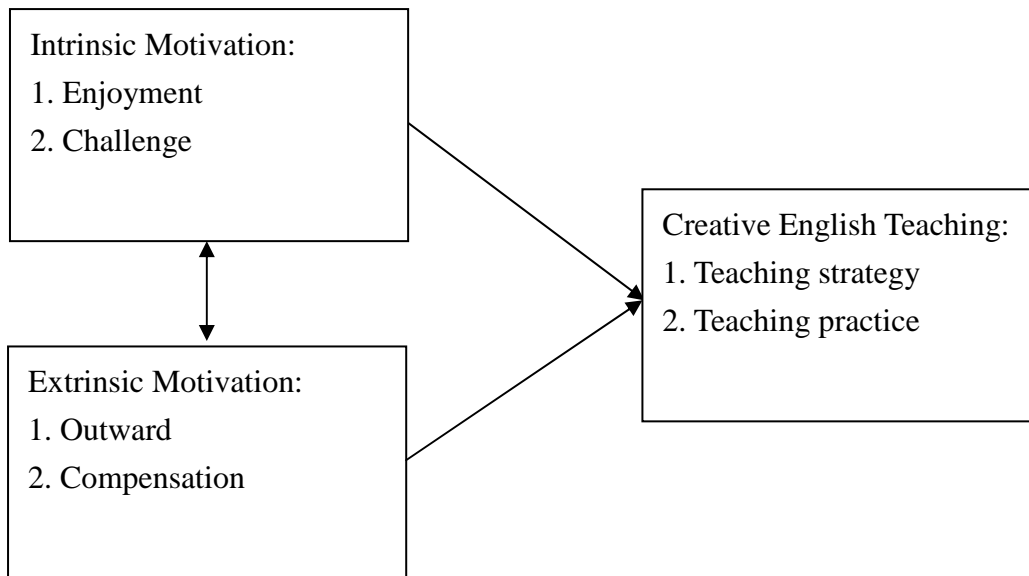 Intrinsic Motivation:
1. Enjoyment
2. Challenge
Extrinsic Motivation:
1. Outward
2. Compensation
Creative English Teaching:
1. Teaching strategy
2. Teaching practice